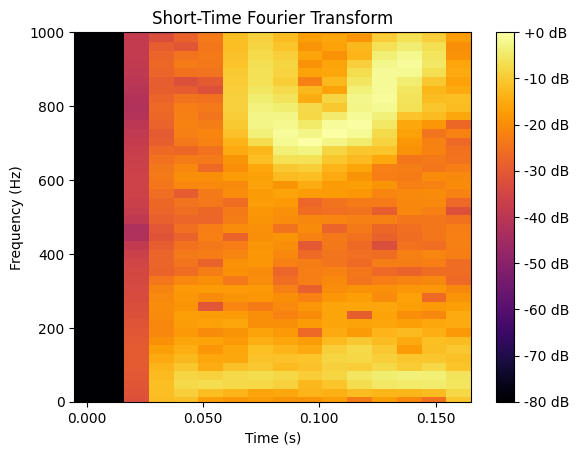 Short-Time Fourier Transform
1000
800
600
400
200
0
Frequency (Hz)
0.000
0.050
0.100
0.150
Time (s)
+0 dB
-10 dB
-20 dB
-30 dB
-40 dB
-50 dB
-60 dB
-70 dB
-80 dB